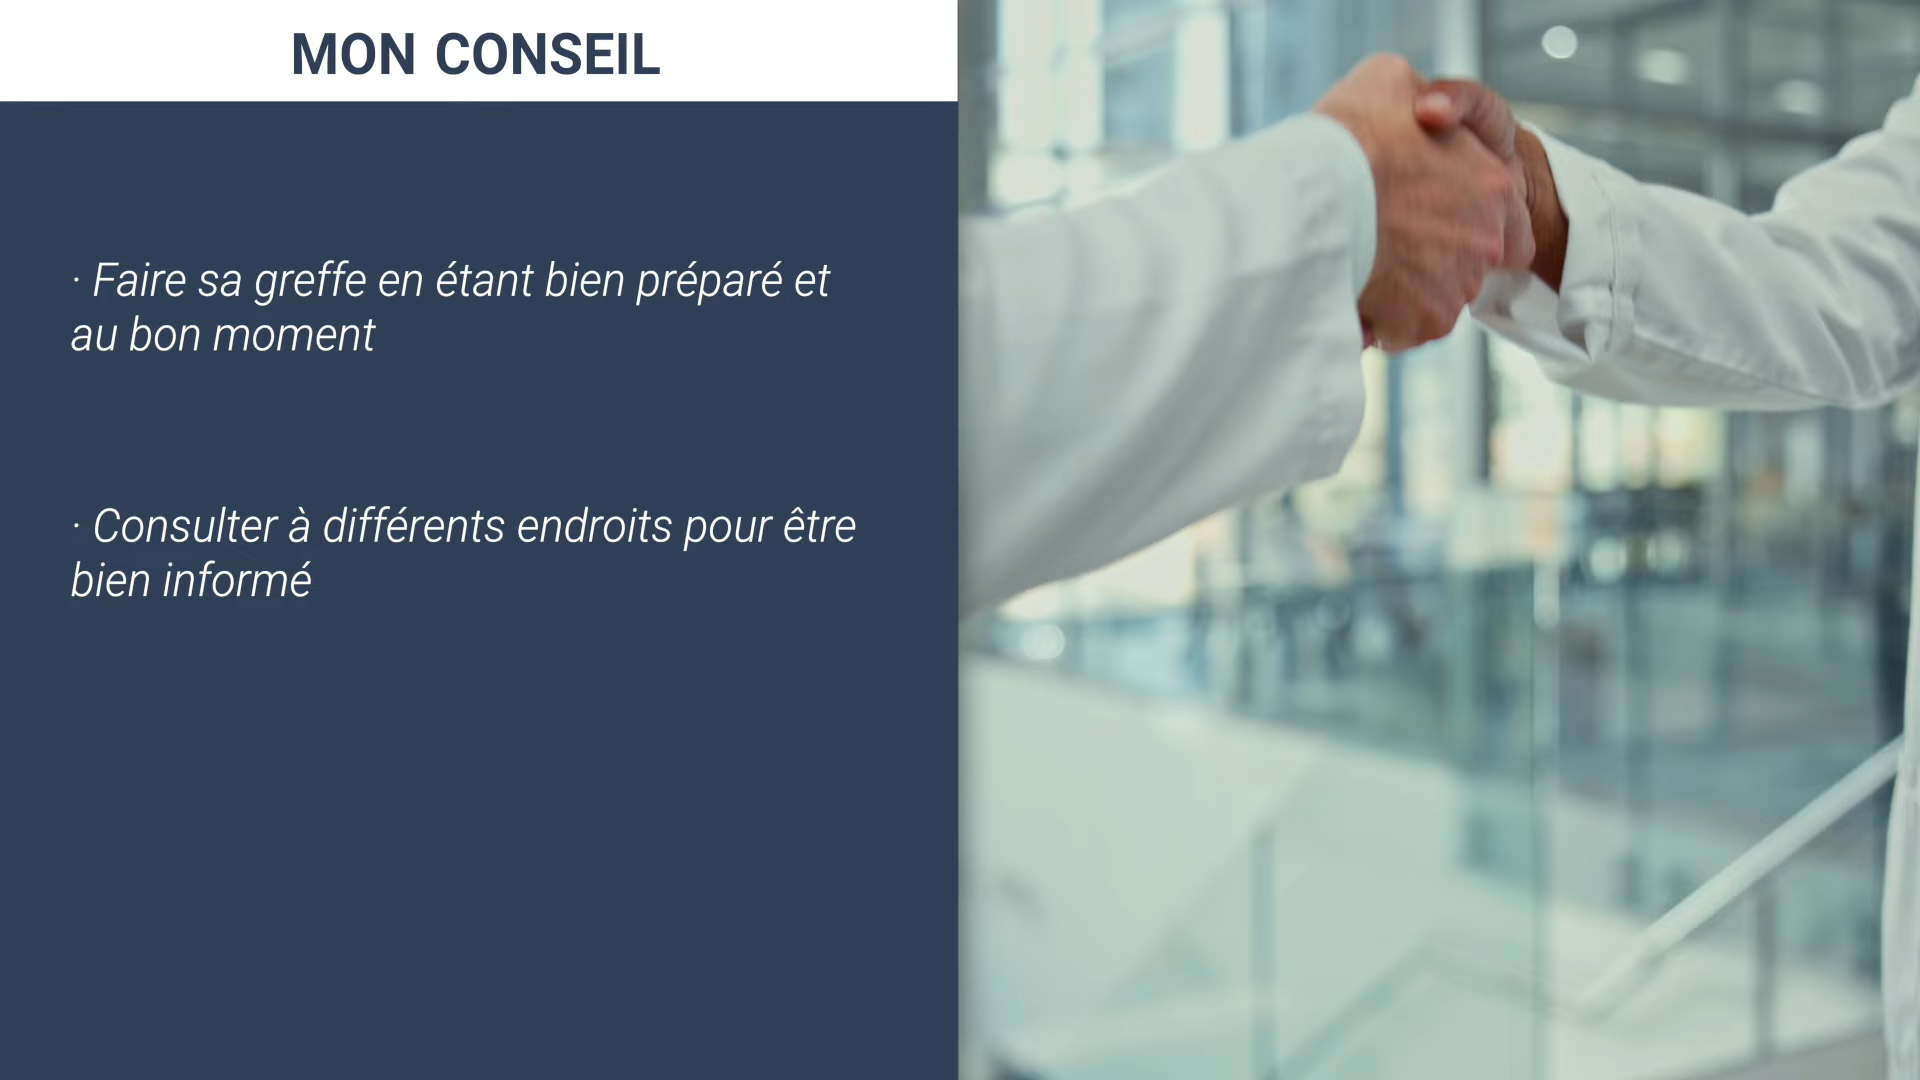 MON CONSEIL
· Faire sa greffe en étant bien préparé et
au bon moment
· Consulter à différents endroits pour être
bien informé